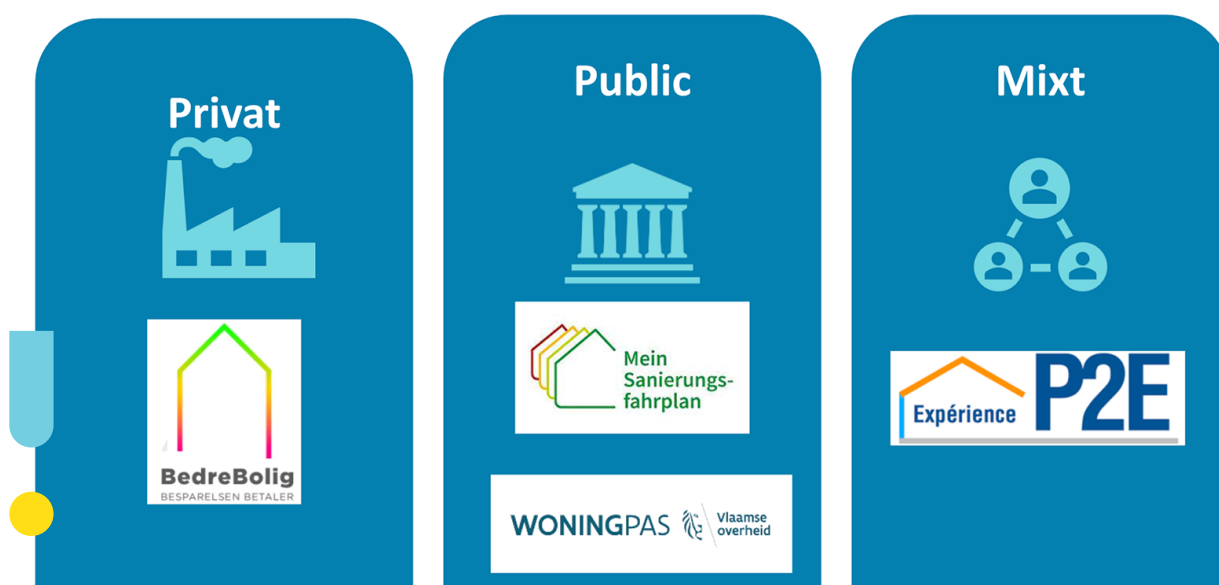 Privat
BedreBolig
BESPARELSEN BETALER
Public
Mein
Sanierungs-
fahrplan
WONINGPAS Vlaamse
overheid
Mixt
Expérience P2E